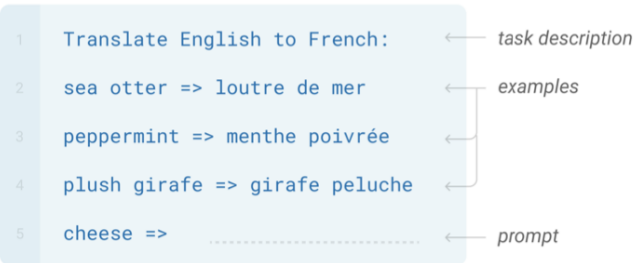 1 Translate English to French: task description
2 sea otter => loutre de mer examples
3 peppermint => menthe poivrée
4 plush girafe => girafe peluche
5 cheese => prompt